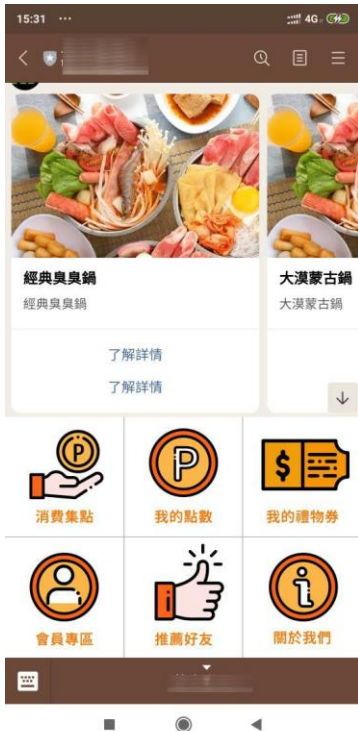 15:31 ...
4G
經典臭臭鍋
經典臭臭鍋
了解詳情
了解詳情
大漠蒙古鍋
大漠蒙古鍋
消費集點
我的點數
我的禮物券
會員專區
推薦好友
關於我們